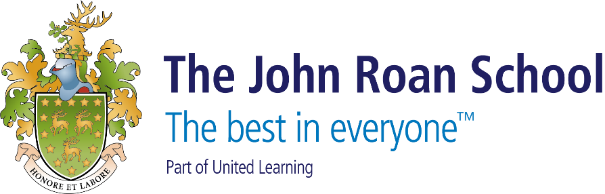 The John Roan School
The best in everyone™
Part of United Learning
HONORE ET LABORE